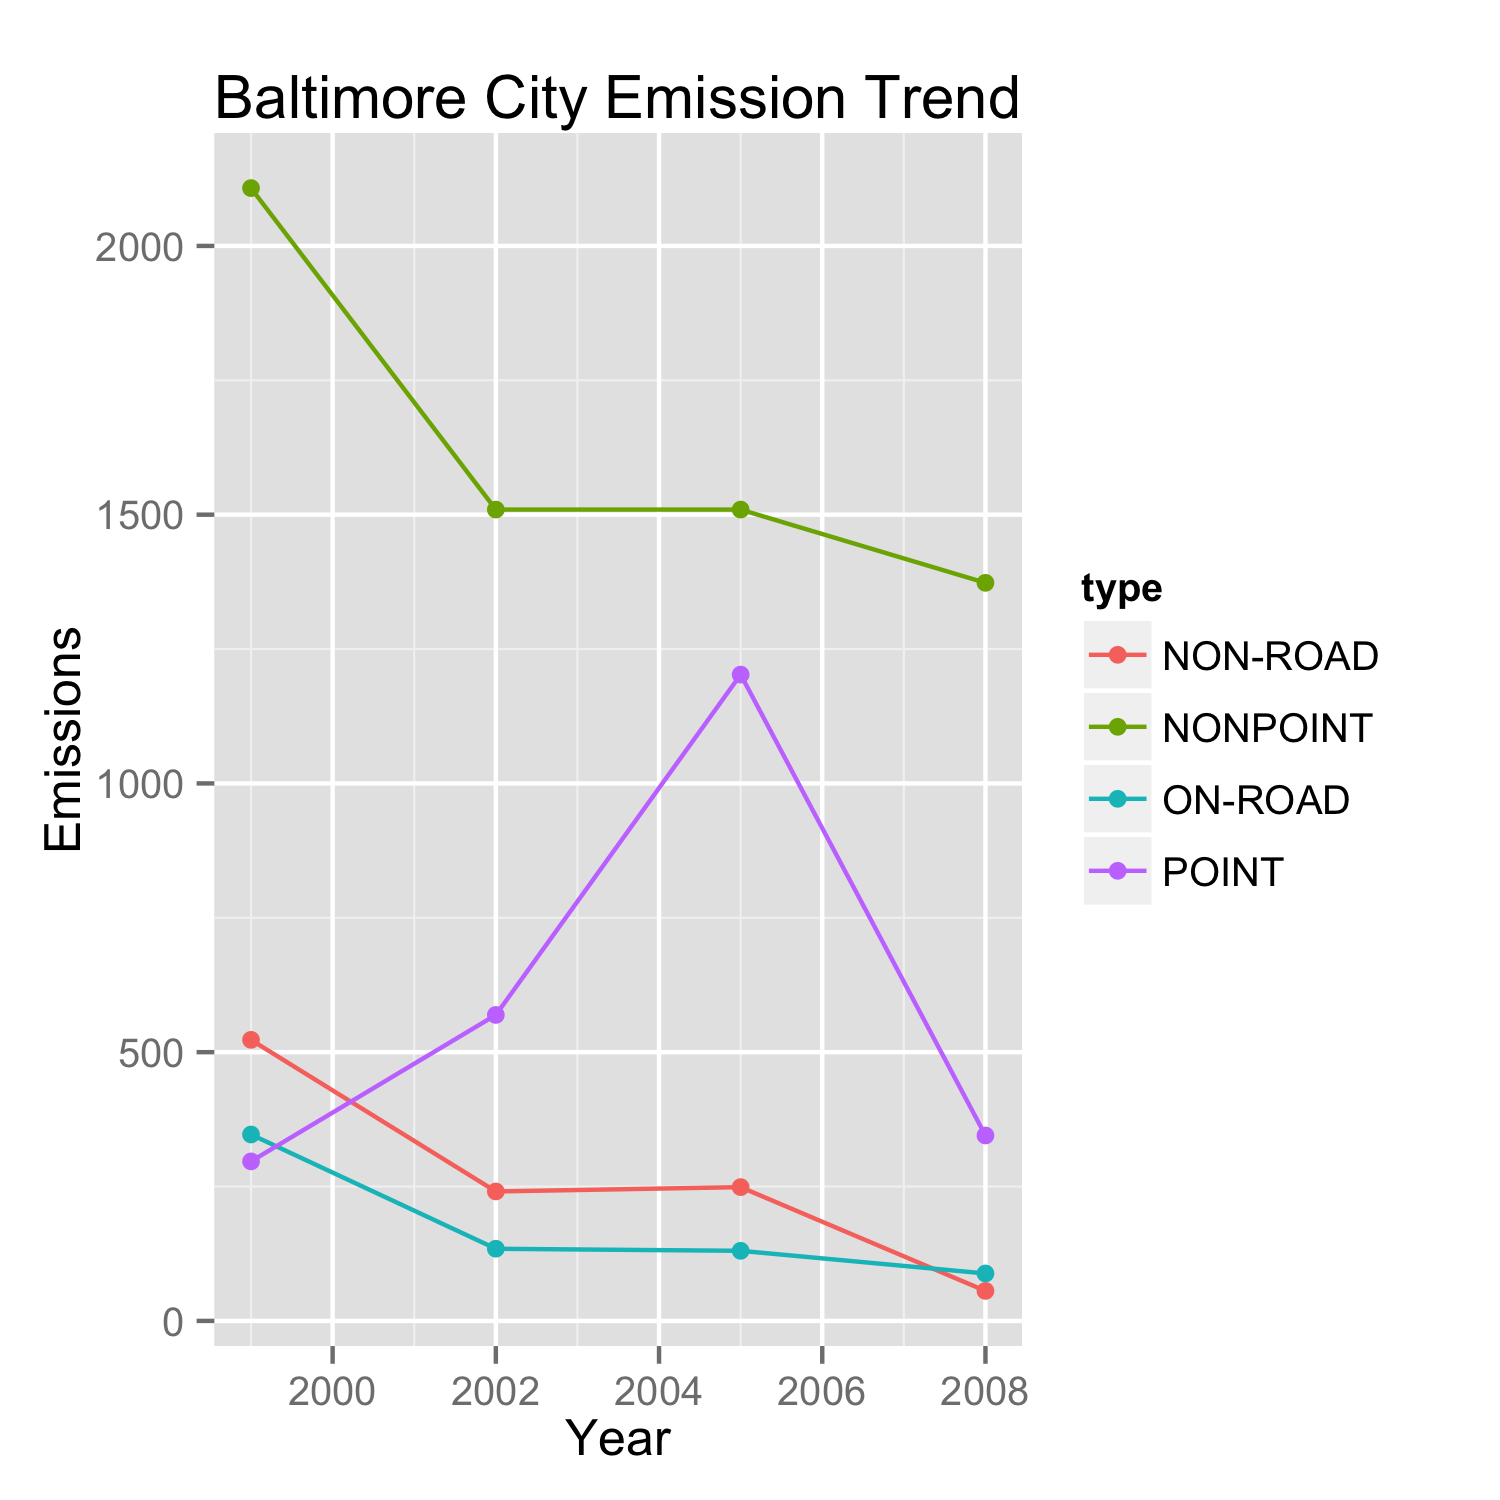 Baltimore City Emission Trend
Emissions
2000
1500
1000
500
0
2000 2002 2004 2006 2008
Year
type
NON-ROAD
NONPOINT
ON-ROAD
POINT